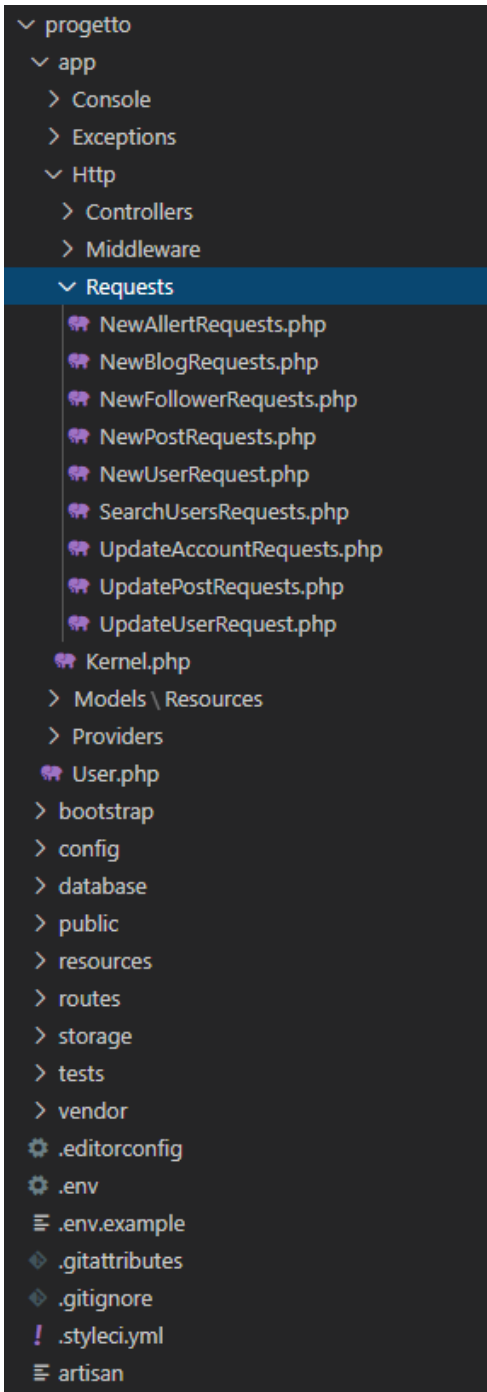 progetto
app
Console
Exceptions
Http
Controllers
Middleware
Requests
NewAllertRequests.php
NewBlogRequests.php
NewFollowerRequests.php
NewPostRequests.php
NewUserRequest.php
SearchUsersRequests.php
UpdateAccountRequests.php
UpdatePostRequests.php
UpdateUserRequest.php
Kernel.php
Models \ Resources
Providers
User.php
bootstrap
config
database
public
resources
routes
storage
tests
vendor
.editorconfig
.env
.env.example
.gitattributes
.gitignore
.styleci.yml
artisan